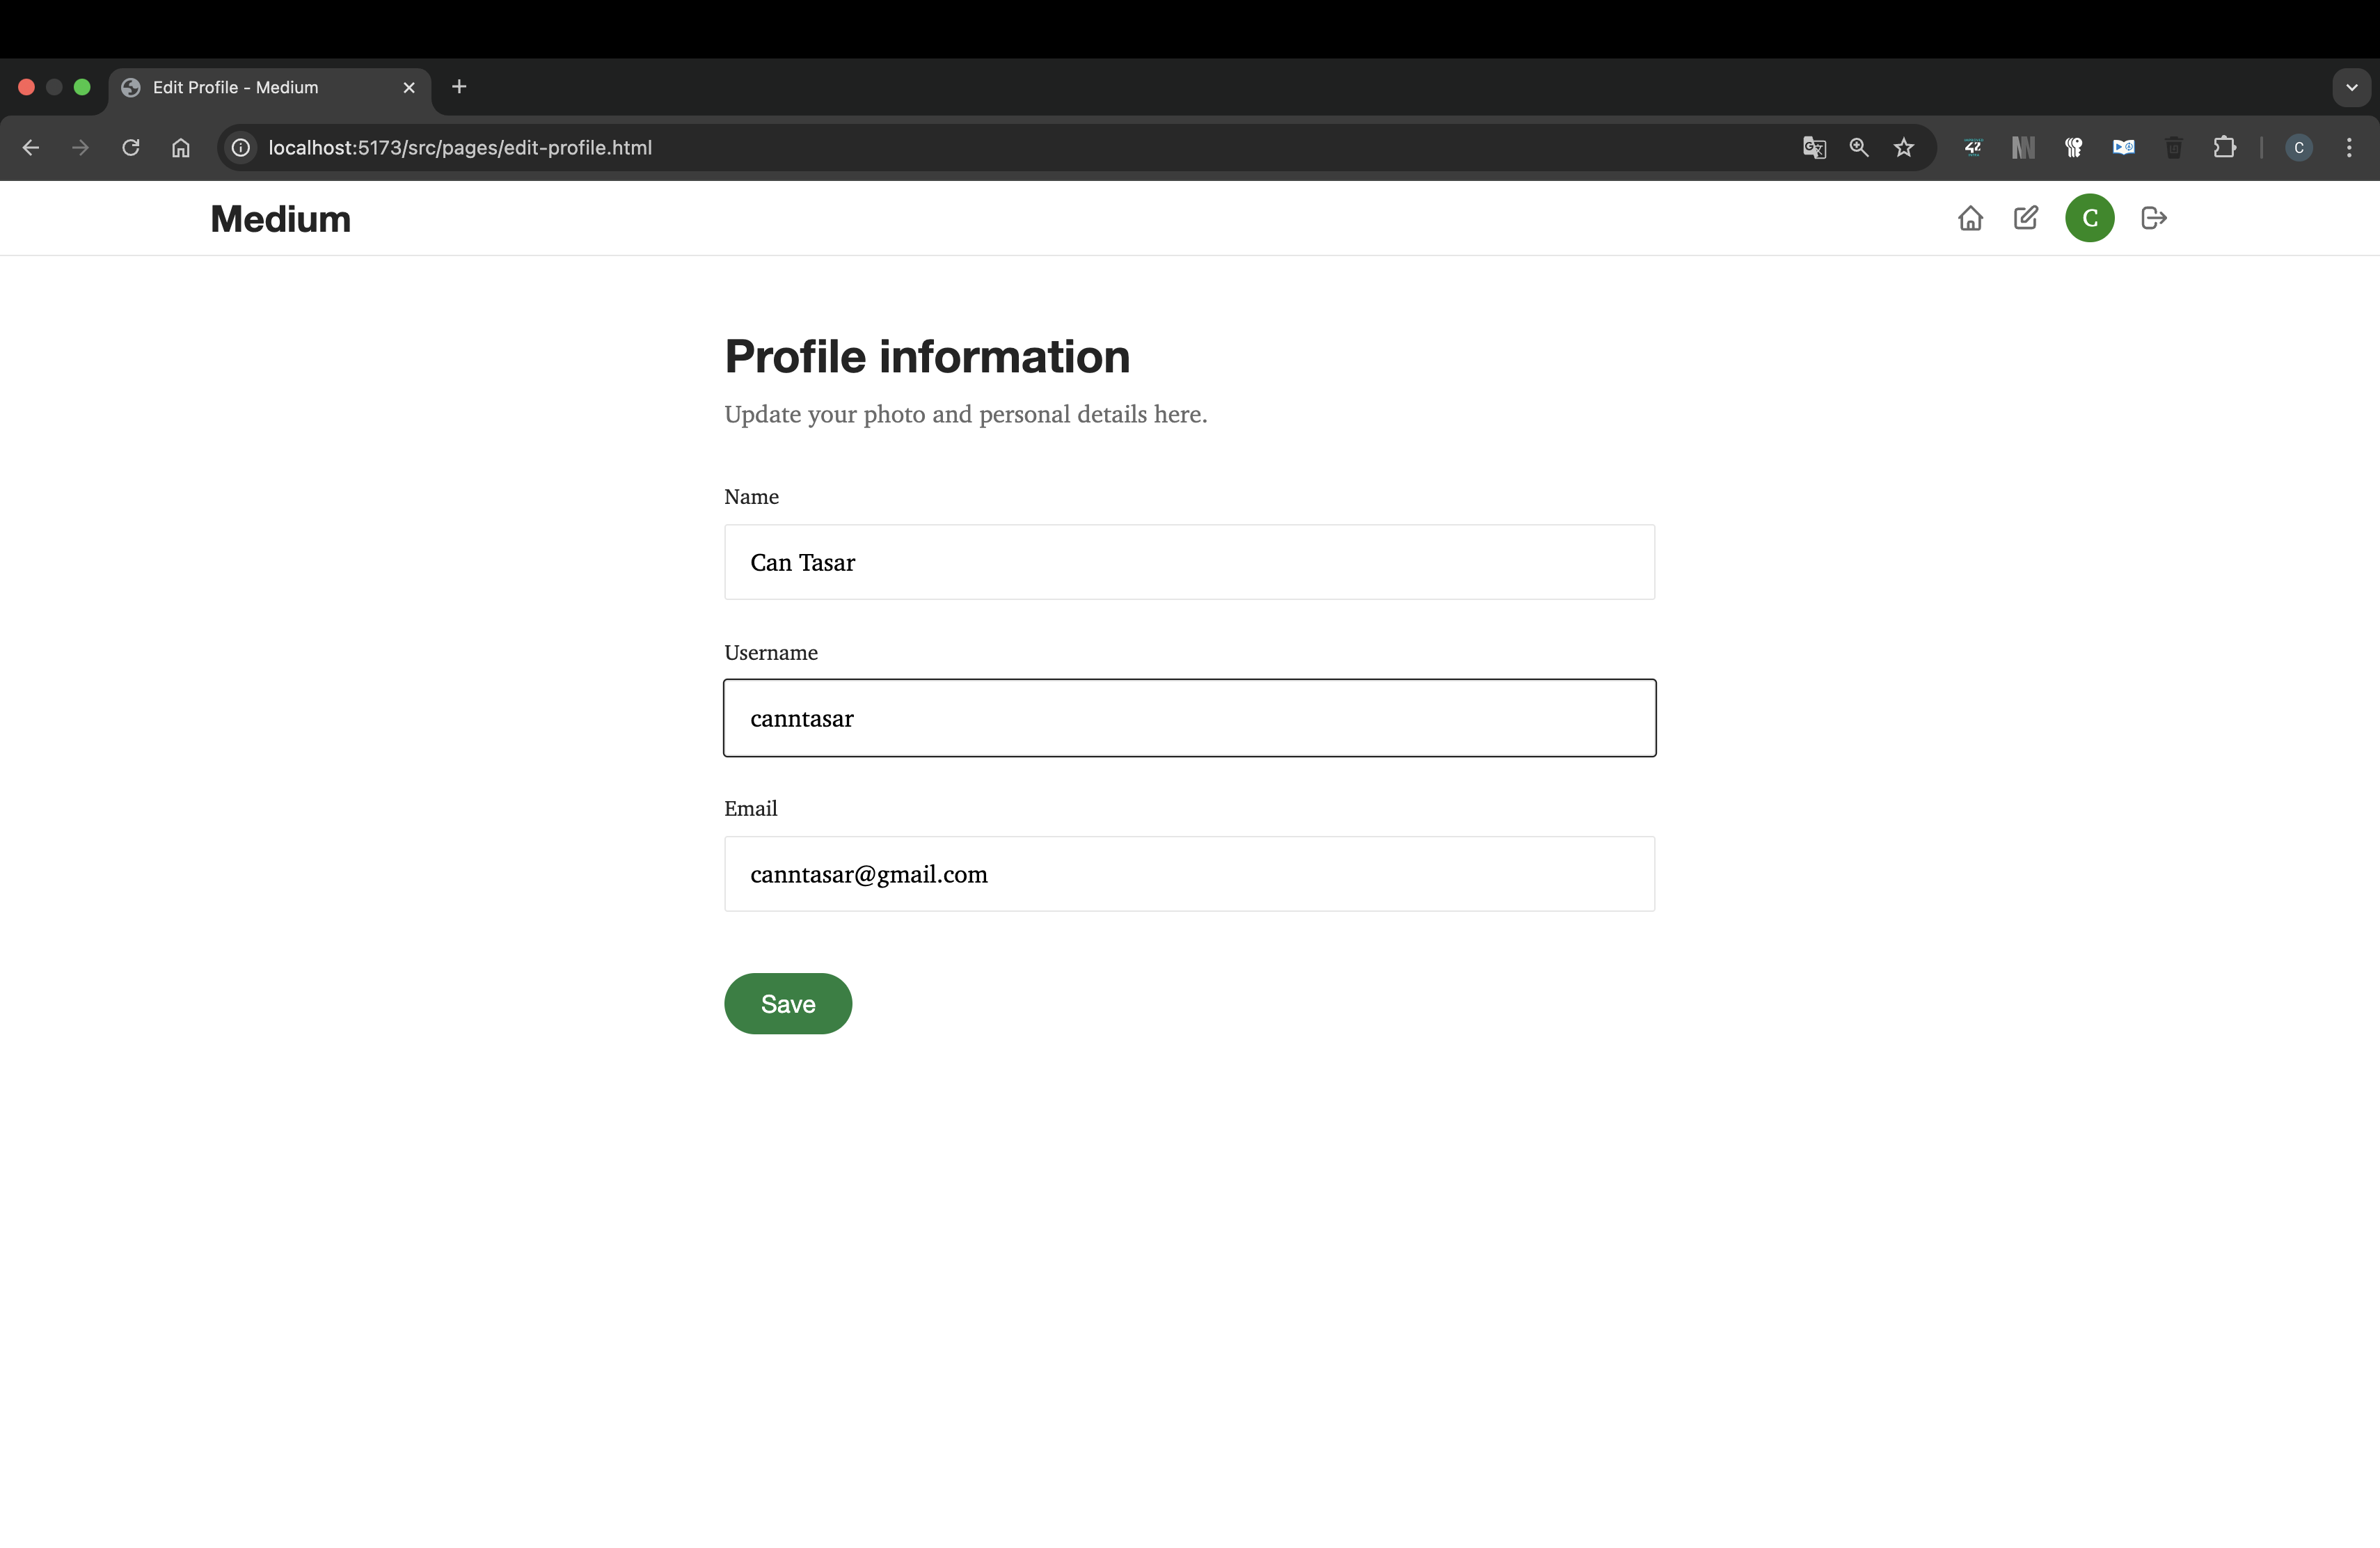 Edit Profile - Medium
localhost:5173/src/pages/edit-profile.html
42
C
Medium
C
Profile information
Update your photo and personal details here.
Name
Can Tasar
Username
canntasar
Email
canntasar@gmail.com
Save